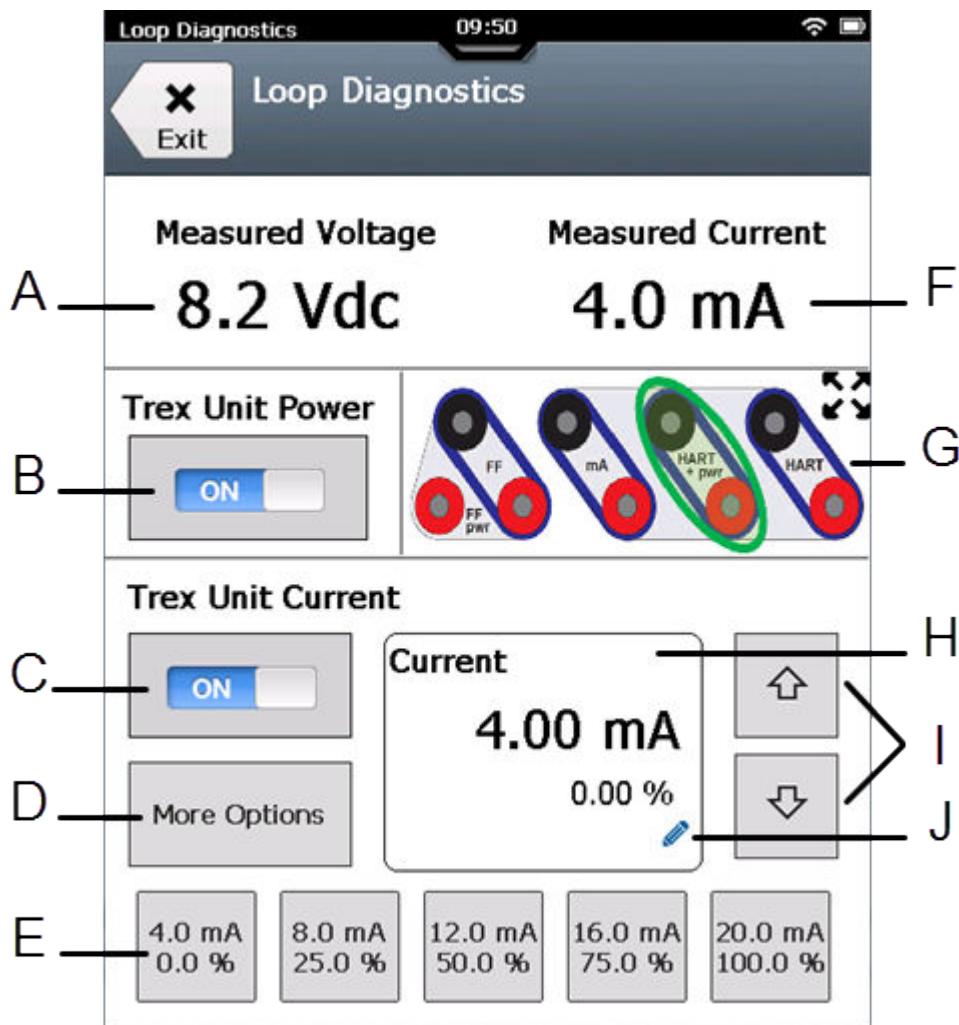 Loop Diagnostics 09:50
Exit
Loop Diagnostics
Measured Voltage Measured Current
A 8.2 Vdc 4.0 mA F
Trex Unit Power
B ON
FF
FF pwr
mA
HART + pwr
HART
G
Trex Unit Current
C ON
Current H
4.00 mA
0.00 %
I
D More Options
J
E
4.0 mA 0.0 %
8.0 mA 25.0 %
12.0 mA 50.0 %
16.0 mA 75.0 %
20.0 mA 100.0 %